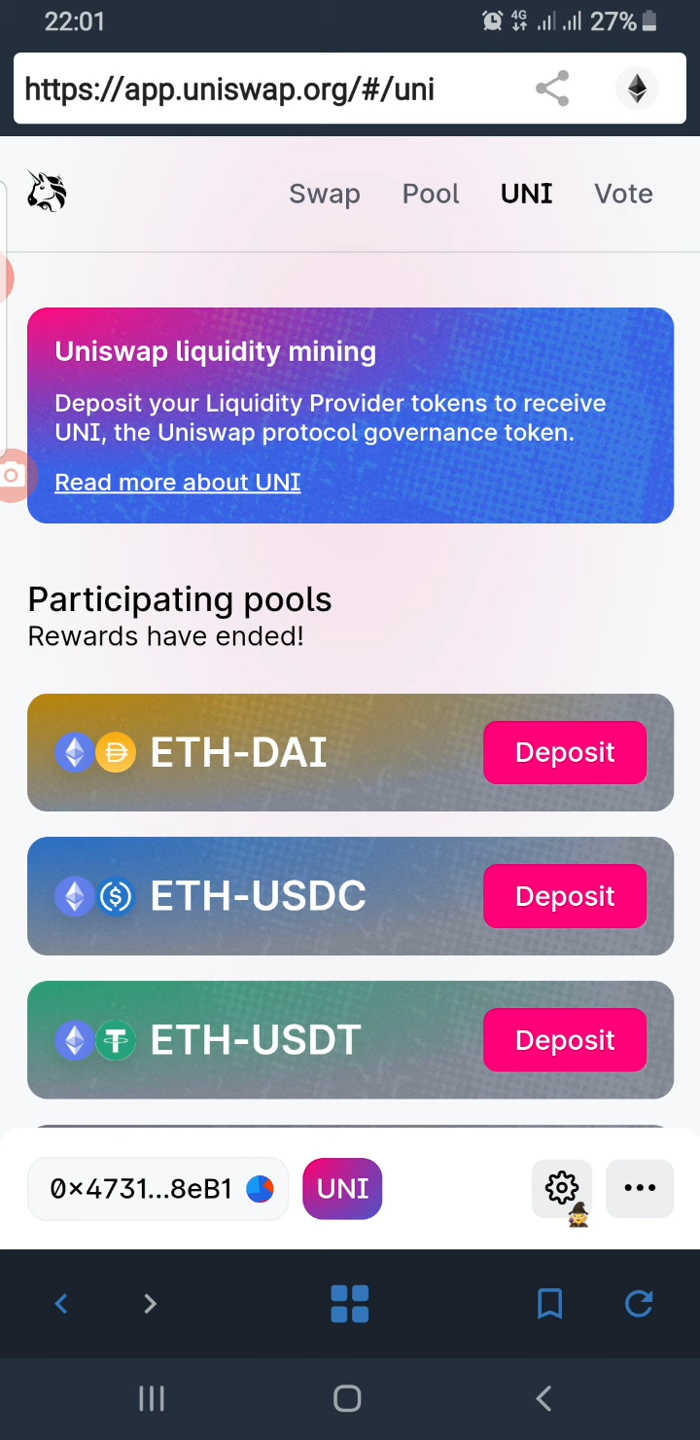 22:01 4G 27%
https://app.uniswap.org/#/uni
Swap Pool UNI Vote
Uniswap liquidity mining
Deposit your Liquidity Provider tokens to receive
UNI, the Uniswap protocol governance token.
Read more about UNI
Participating pools
Rewards have ended!
ETH-DAI Deposit
ETH-USDC Deposit
ETH-USDT Deposit
0×4731...8eB1 UNI